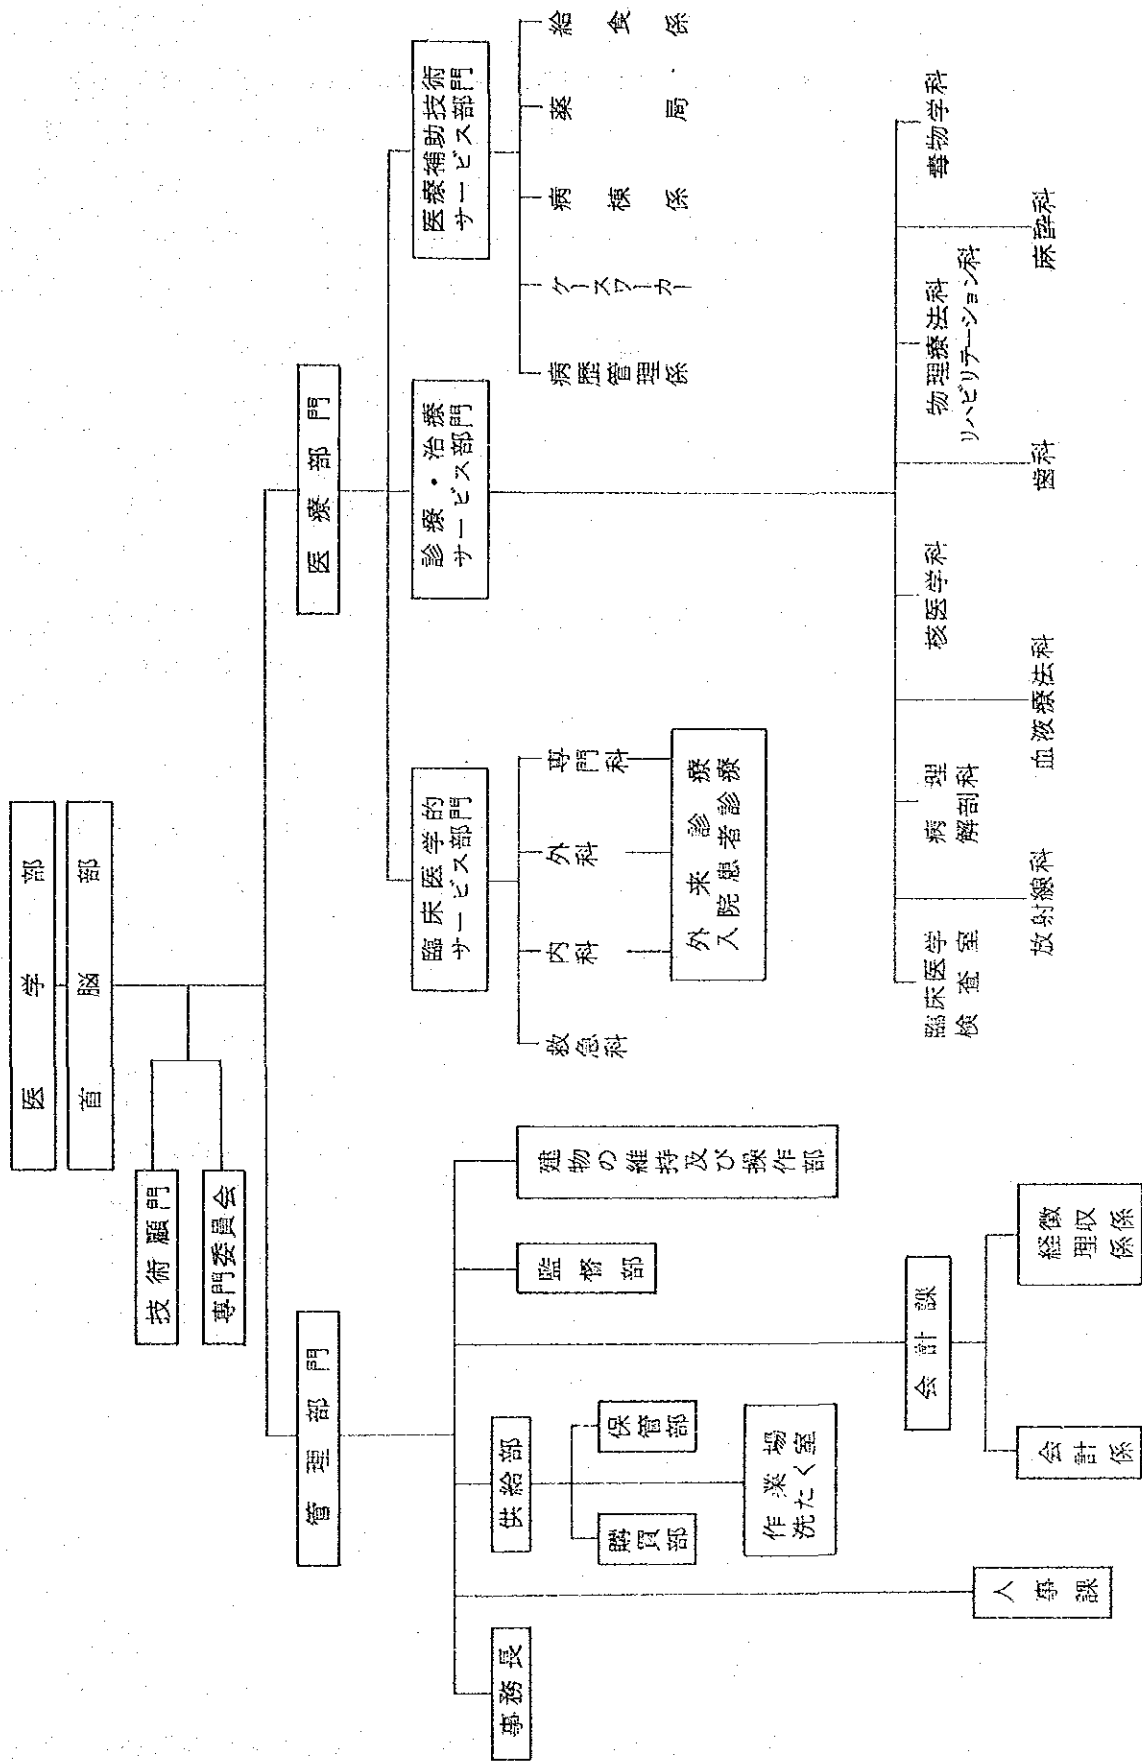 医学部
首脳部
技術顧門
専門委員会
管理部門
医療部門
事務長
人事課
供給部
購買部
保管部
作業場
洗たく室
会計課
会計係
経理係
徴収係
監督部
建物の維持及び操作部
臨床医学的
サービス部門
救急科
内科
外科
専門科
外来診療
入院患者診療
診療・治療
サービス部門
臨床医学
検査室
放射線科
病理
解剖科
血液療法科
核医学科
歯科
物理療法科
リハビリテーション科
麻酔科
毒物学科
医療補助技術
サービス部門
病歴管理係
ケースワーカー
病棟係
薬局
給食係